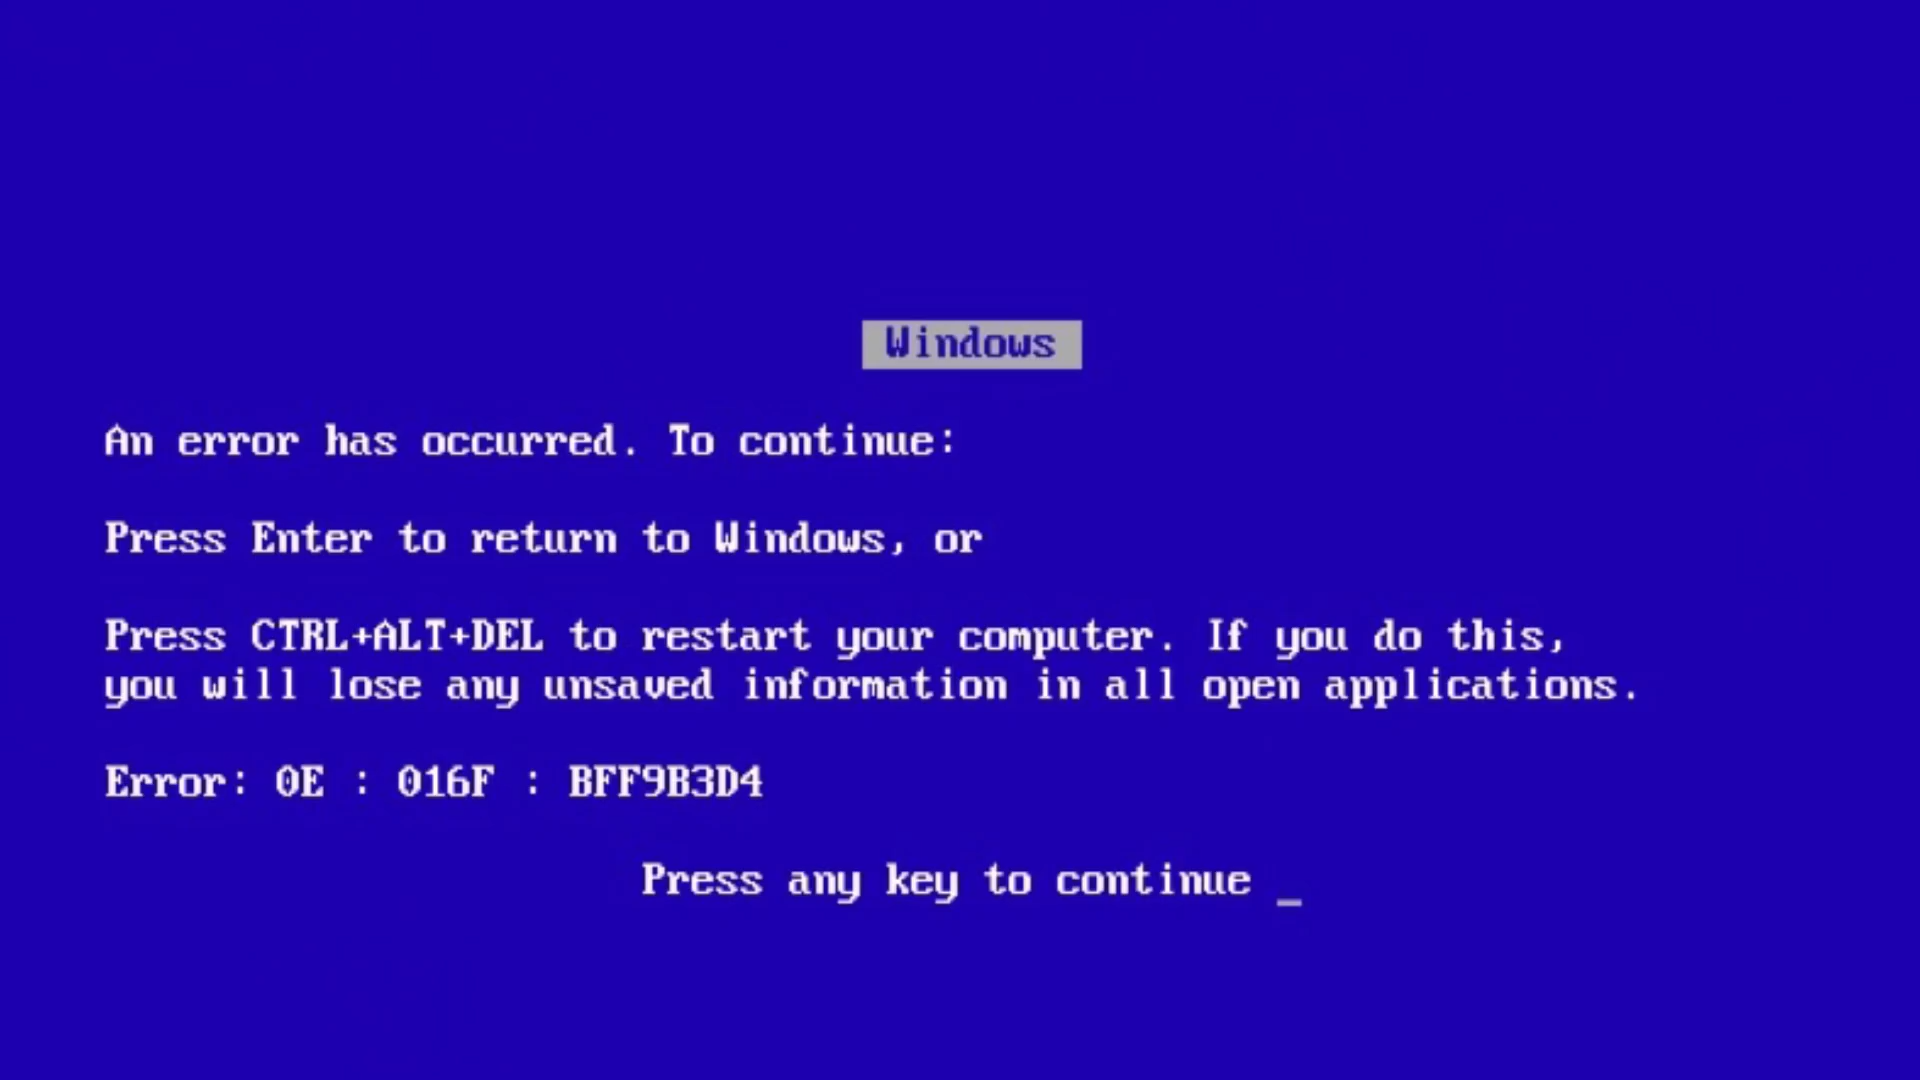 Windows
An error has occurred. To continue:
Press Enter to return to Windows, or
Press CTRL+ALT+DEL to restart your computer. If you do this,
you will lose any unsaved information in all open applications.
Error: 0E : 016F : BFF9B3D4
Press any key to continue _